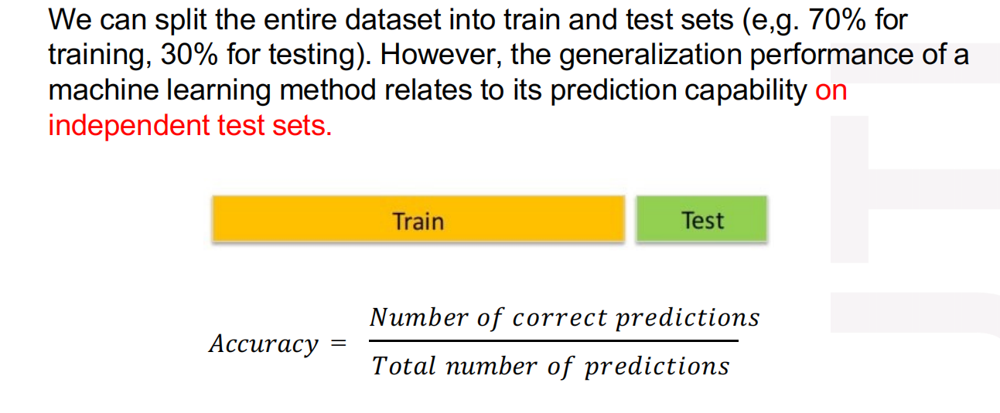 We can split the entire dataset into train and test sets (e,g. 70% for
training, 30% for testing). However, the generalization performance of a
machine learning method relates to its prediction capability on
independent test sets.
Train
Test
Number of correct predictions
Accuracy =
Total number of predictions